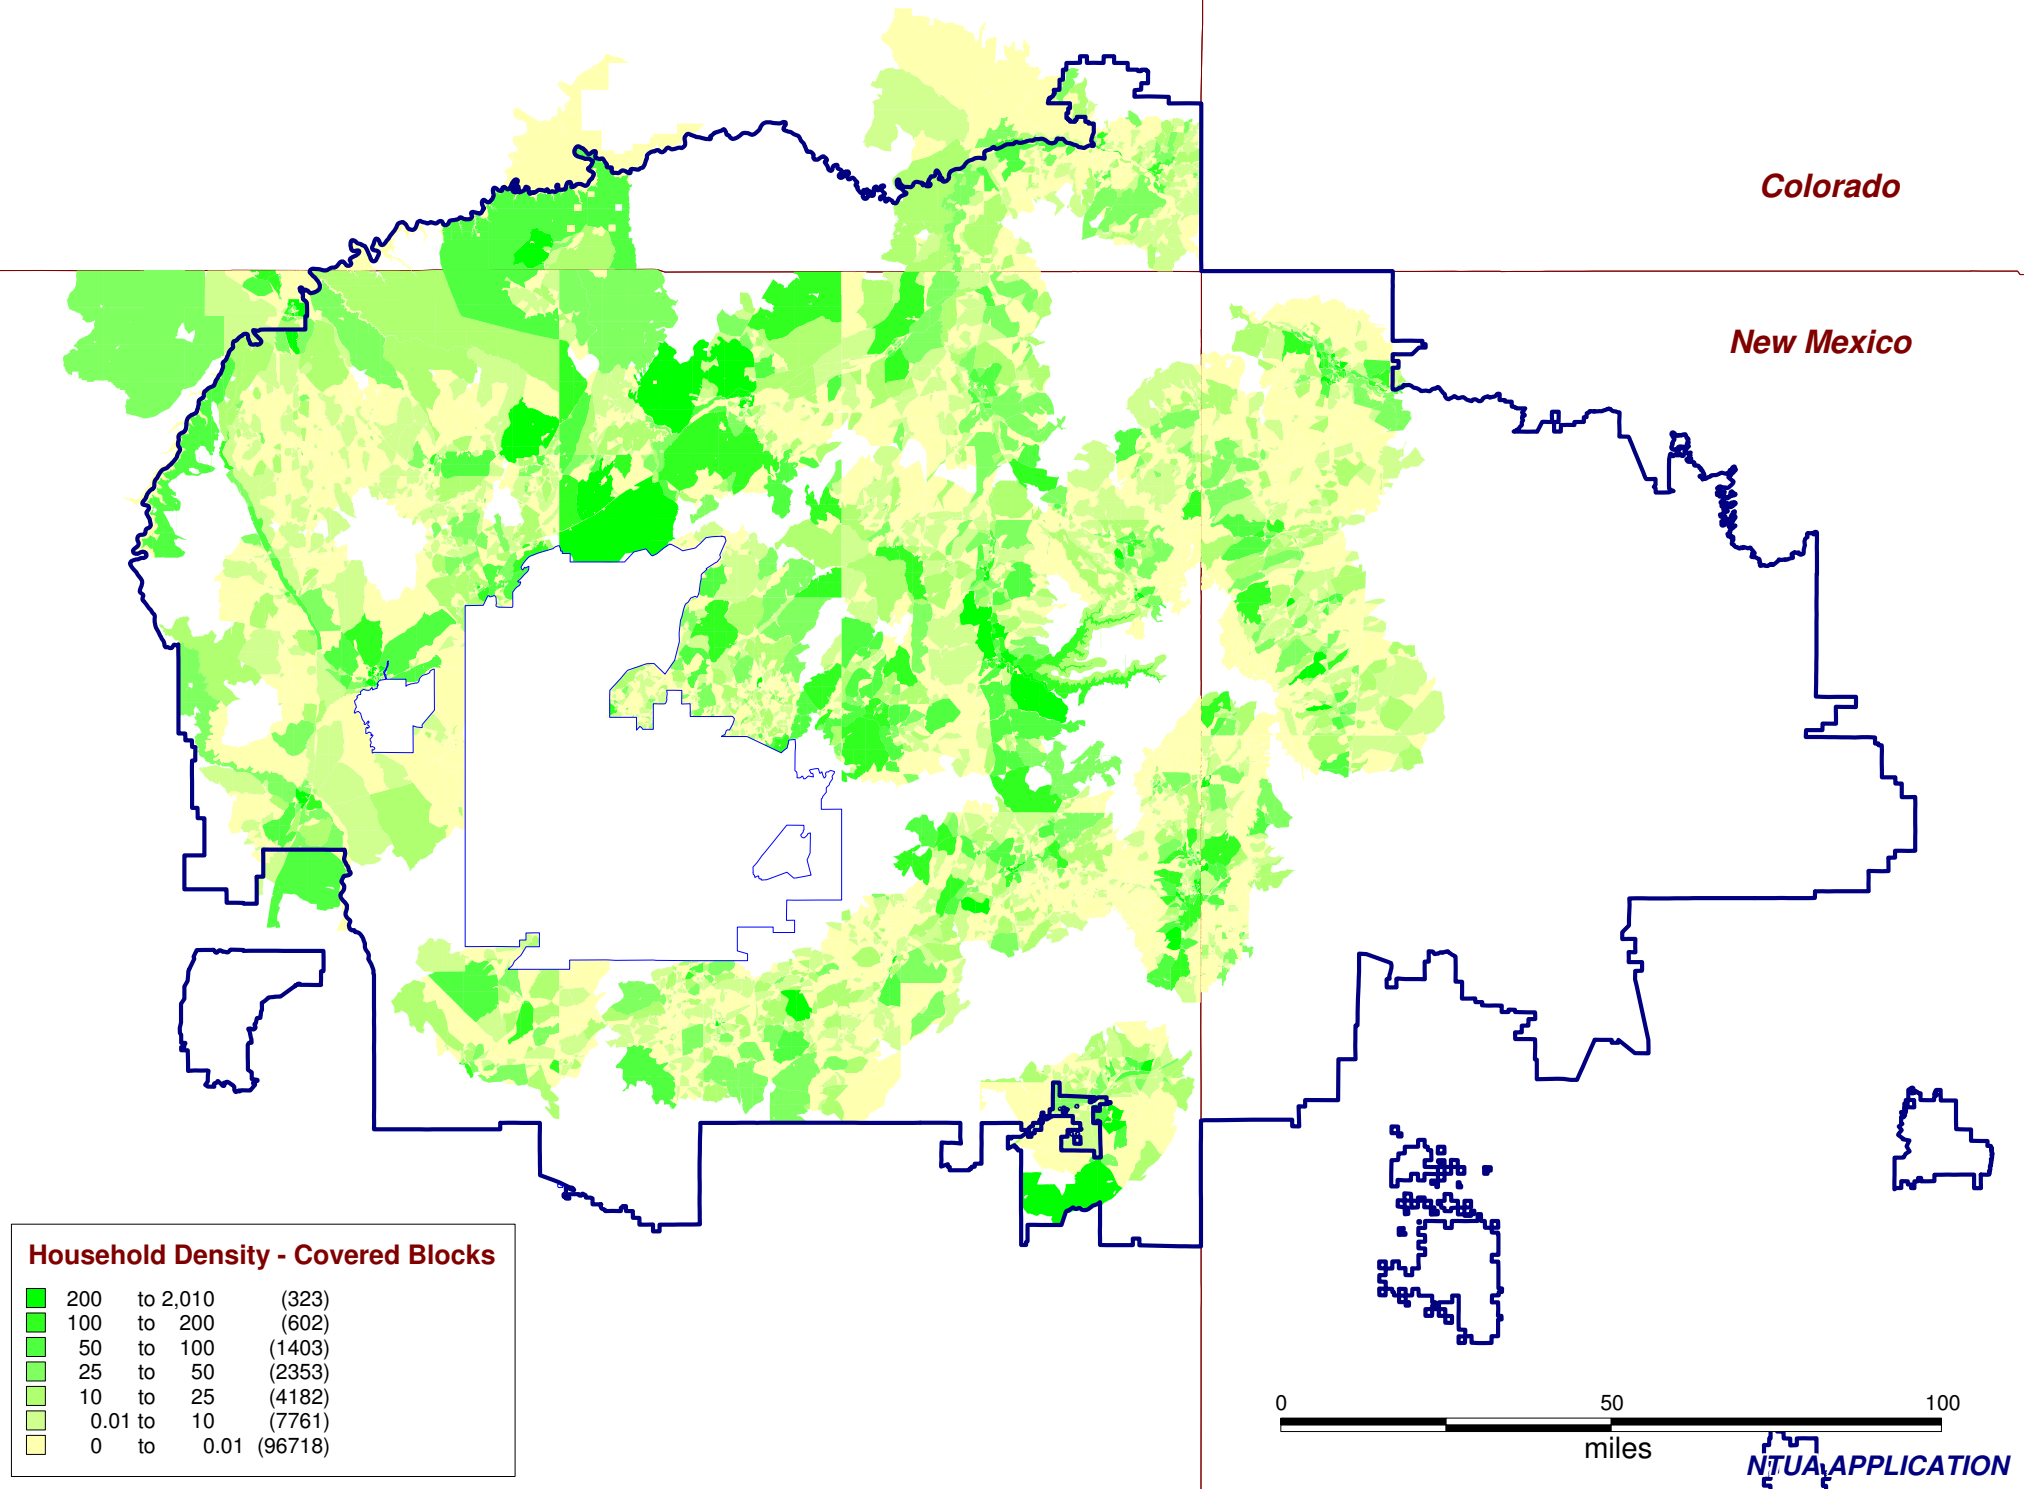 Colorado
New Mexico
Household Density - Covered Blocks
200 to 2,010 (323)
100 to 200 (602)
50 to 100 (1403)
25 to 50 (2353)
10 to 25 (4182)
0.01 to 10 (7761)
0 to 0.01 (96718)
0 50 100
miles
NTUA APPLICATION